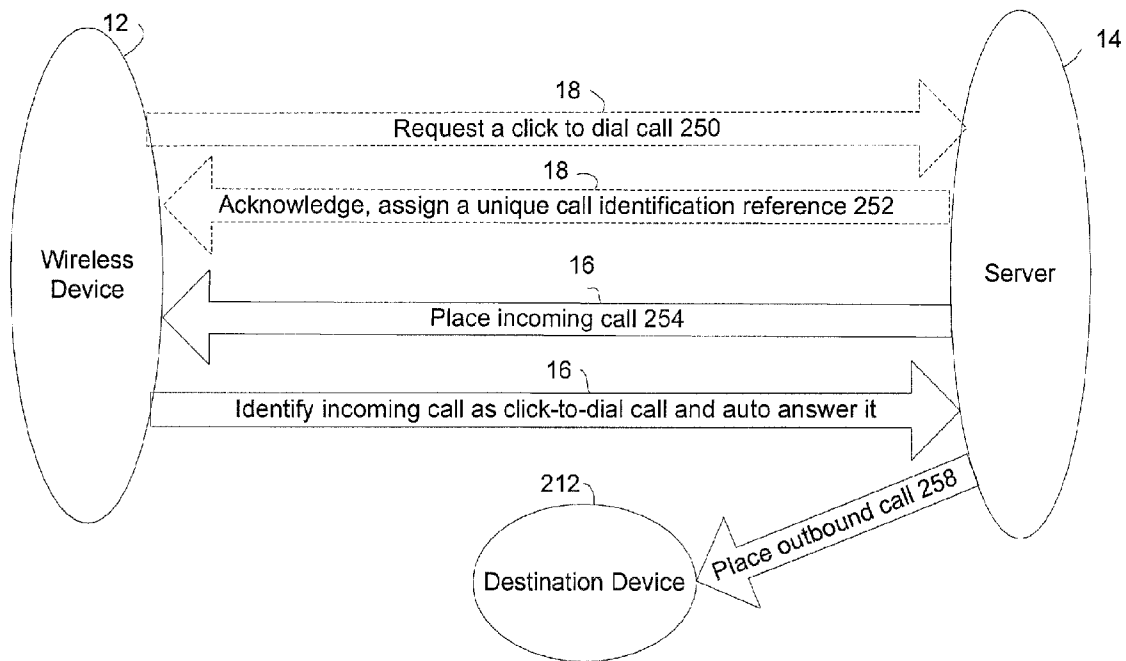 12
14
18
Request a click to dial call 250
18
Acknowledge, assign a unique call identification reference 252
Wireless
Device
Server
16
Place incoming call 254
16
Identify incoming call as click-to-dial call and auto answer it
212
Place outbound call 258
Destination Device